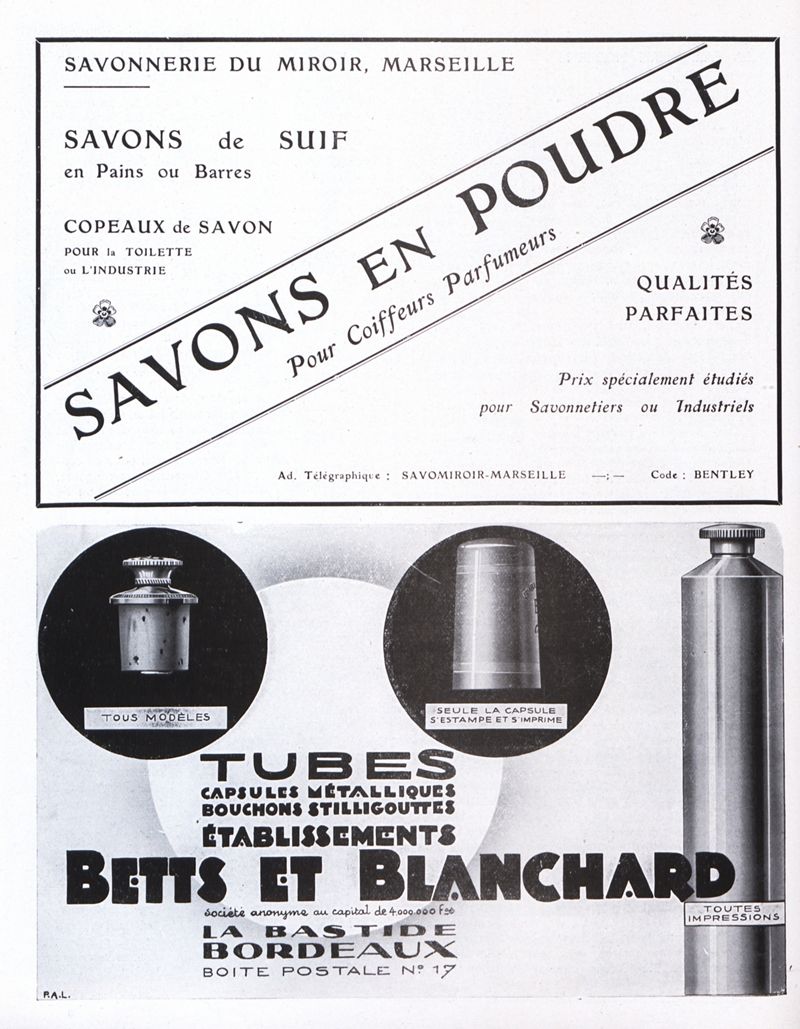 SAVONNERIE DU MIROIR, MARSEILLE
SAVONS de SUIF
en Pains ou Barres
COPEAUX de SAVON
POUR la TOILETTE
ou L'INDUSTRIE
SAVONS EN POUDRE
Pour Coiffeurs Parfumeurs
QUALITÉS
PARFAITES
Prix spécialement étudiés
pour Savonnetiers ou Industriels
Ad. Télégraphique : SAVOMIROIR-MARSEILLE —;— Code : BENTLEY
TOUS MODÈLES
SEULE LA CAPSULE
S'ESTAMPE ET S'IMPRIME
TUBES
CAPSULES MÉTALLIQUES
BOUCHONS STILLIGOUTTES
ÉTABLISSEMENTS
BETTS ET BLANCHARD
société anonyme au capital de 4.000.000 fcs
TOUTES
IMPRESSIONS
LA BASTIDE
BORDEAUX
BOITE POSTALE Nº 17
P.A.L.